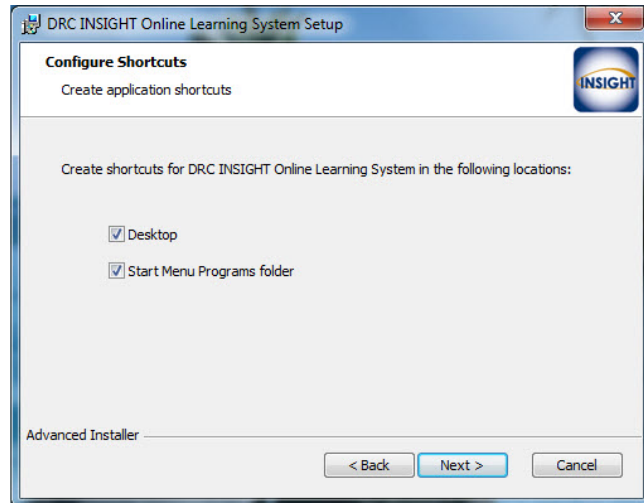 DRC INSIGHT Online Learning System Setup
Configure Shortcuts
Create application shortcuts
INSIGHT
Create shortcuts for DRC INSIGHT Online Learning System in the following locations:
Desktop
Start Menu Programs folder
Advanced Installer
< Back Next > Cancel